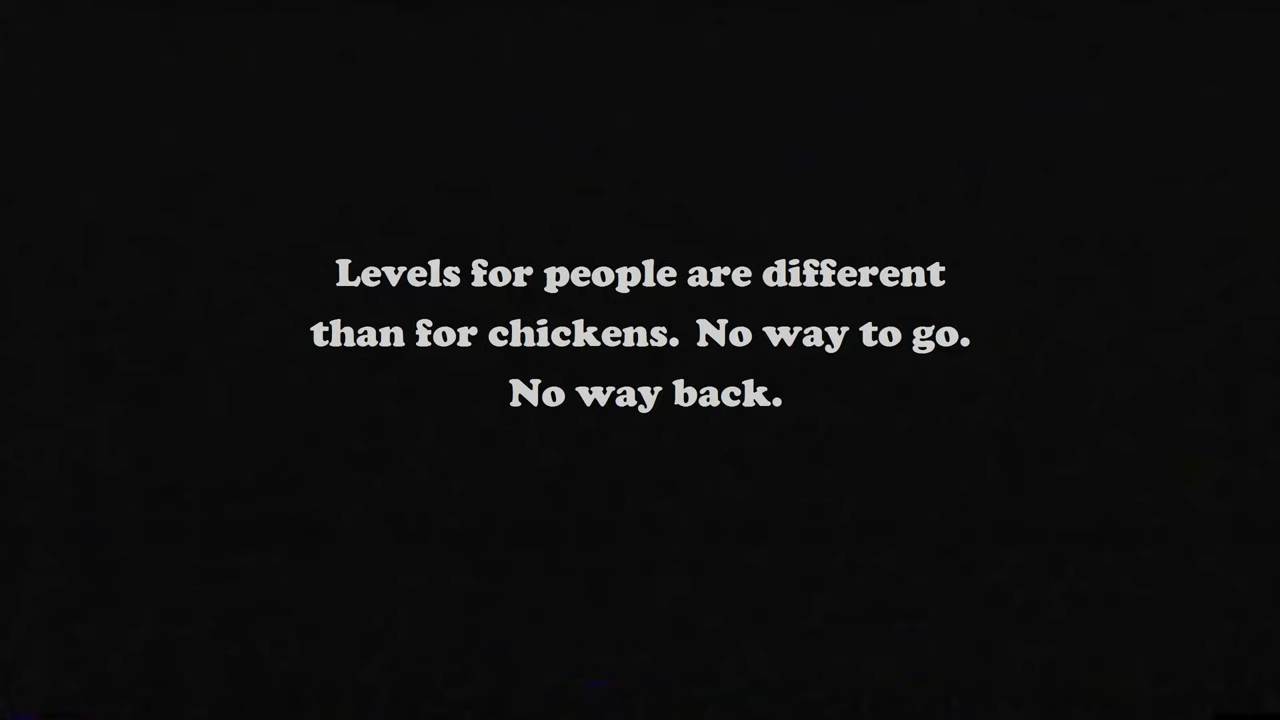 Levels for people are different
than for chickens. No way to go.
No way back.